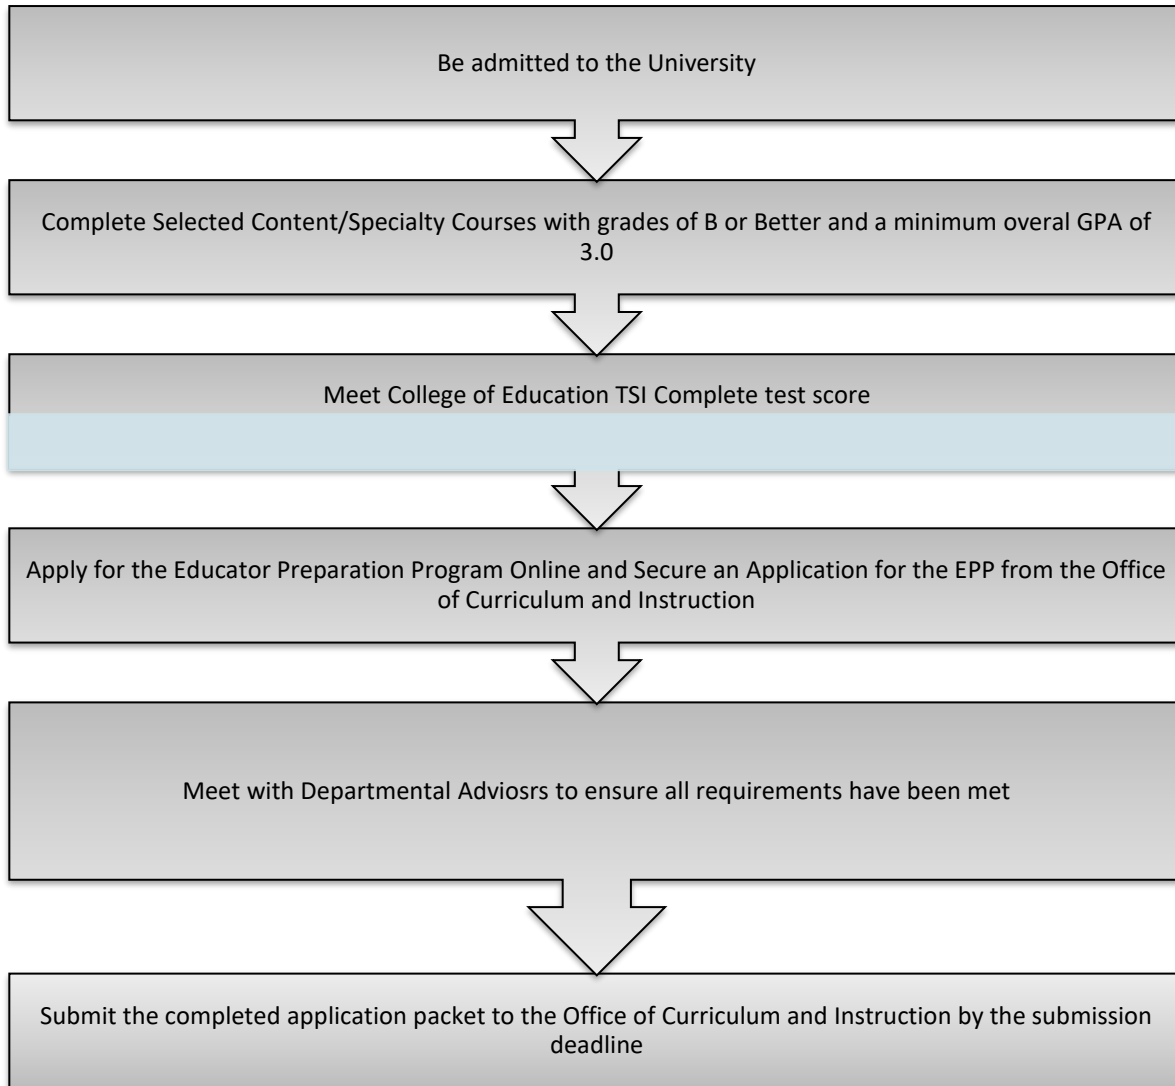 Be admitted to the University
Complete Selected Content/Specialty Courses with grades of B or Better and a minimum overal GPA of
3.0
Meet College of Education TSI Complete test score
Apply for the Educator Preparation Program Online and Secure an Application for the EPP from the Office
of Curriculum and Instruction
Meet with Departmental Adviosrs to ensure all requirements have been met
Submit the completed application packet to the Office of Curriculum and Instruction by the submission
deadline